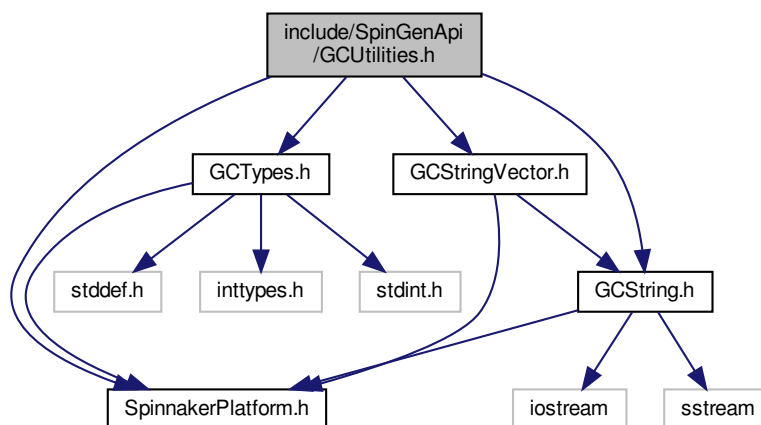 include/SpinGenApi
/GCUtilities.h
GCTypes.h
GCStringVector.h
stddef.h
inttypes.h
stdint.h
GCString.h
SpinnakerPlatform.h
iostream
sstream